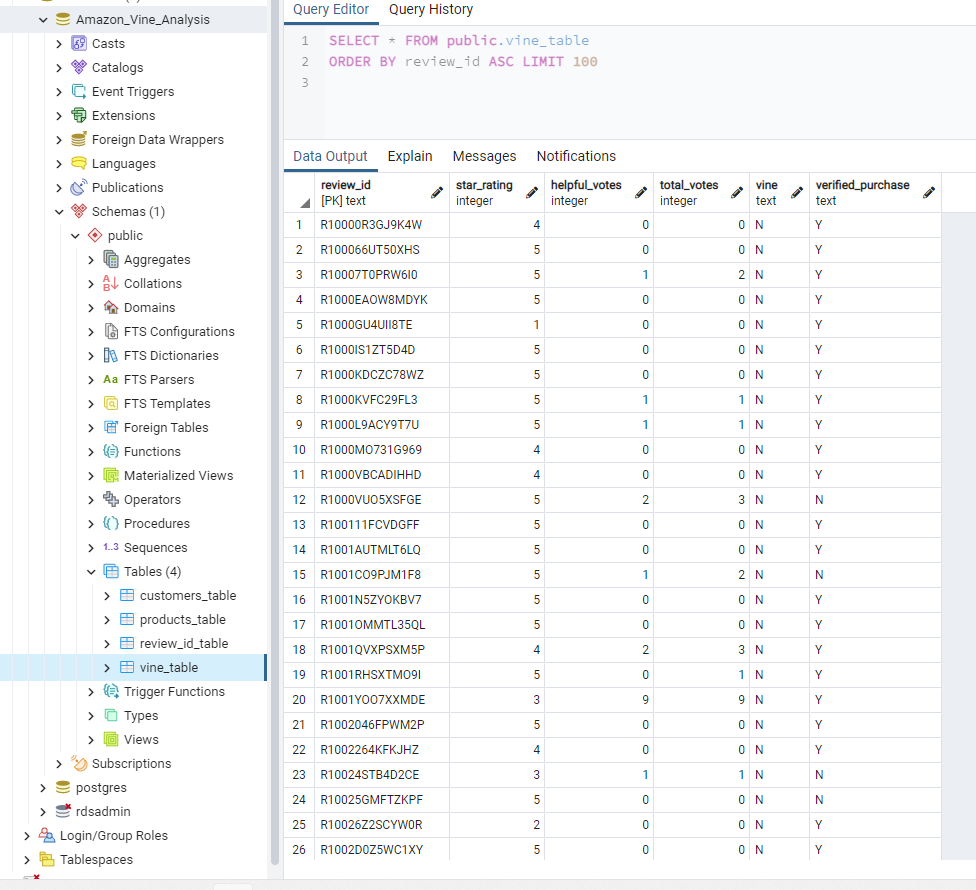 Amazon_Vine_Analysis
Casts
Catalogs
Event Triggers
Extensions
Foreign Data Wrappers
Languages
Publications
Schemas (1)
public
Aggregates
Collations
Domains
FTS Configurations
FTS Dictionaries
Aa FTS Parsers
FTS Templates
Foreign Tables
Functions
Materialized Views
Operators
Procedures
1..3 Sequences
Tables (4)
customers_table
products_table
review_id_table
vine_table
Trigger Functions
Types
Views
Subscriptions
postgres
rdsadmin
Login/Group Roles
Tablespaces
Query Editor Query History
1 SELECT * FROM public.vine_table
2 ORDER BY review_id ASC LIMIT 100
3
Data Output Explain Messages Notifications
review_id star_rating helpful_votes total_votes vine verified_purchase
[PK] text integer integer integer text text
1 R10000R3GJ9K4W 4 0 0 N Y
2 R100066UT50XHS 5 0 0 N Y
3 R10007T0PRW6I0 5 1 2 N Y
4 R1000EAOW8MDYK 5 0 0 N Y
5 R1000GU4UII8TE 1 0 0 N Y
6 R1000IS1ZT5D4D 5 0 0 N Y
7 R1000KDCZC78WZ 5 0 0 N Y
8 R1000KVFC29FL3 5 1 1 N Y
9 R1000L9ACY9T7U 5 1 1 N Y
10 R1000MO731G969 4 0 0 N Y
11 R1000VBCADIHHD 4 0 0 N Y
12 R1000VUO5XSFGE 5 2 3 N N
13 R100111FCVDGFF 5 0 0 N Y
14 R1001AUTMLT6LQ 5 0 0 N Y
15 R1001CO9PJM1F8 5 1 2 N N
16 R1001N5ZYOKBV7 5 0 0 N Y
17 R1001OMMTL35QL 5 0 0 N Y
18 R1001QVXPSXM5P 4 2 3 N Y
19 R1001RHSXTMO9I 5 0 1 N Y
20 R1001YOO7XXMDE 3 9 9 N Y
21 R1002046FPWM2P 5 0 0 N Y
22 R1002264KFKJHZ 4 0 0 N Y
23 R10024STB4D2CE 3 1 1 N N
24 R10025GMFTZKPF 5 0 0 N N
25 R10026Z2SCYW0R 2 0 0 N Y
26 R1002D0Z5WC1XY 5 0 0 N Y